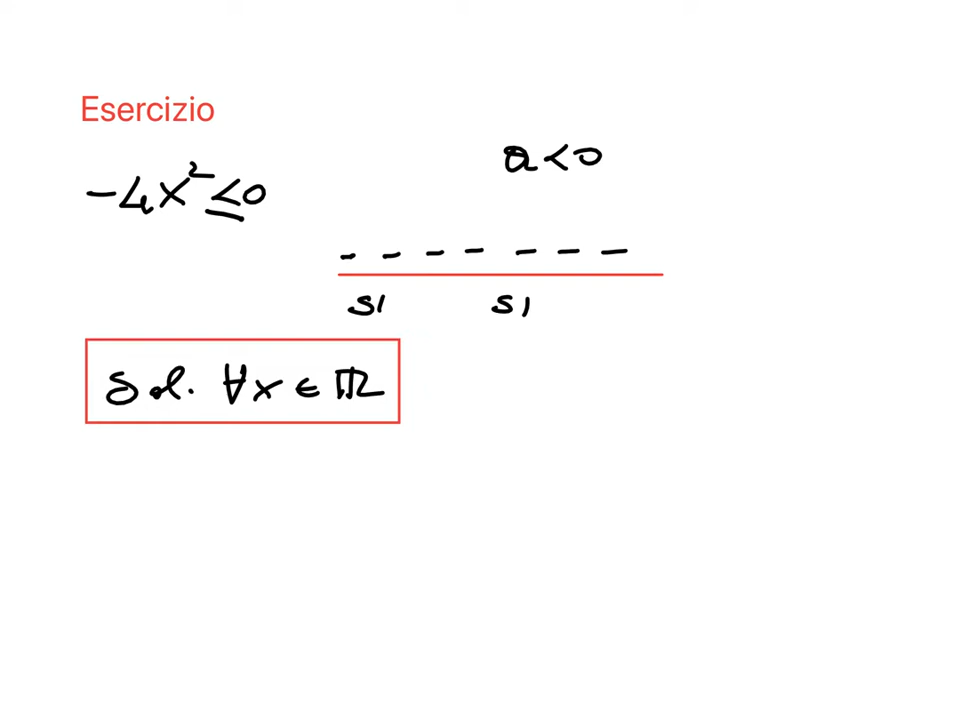 Esercizio
a<0
-4x² ≤0
- - - - - - -
SI SI
Sol. ∀x∈ℝ